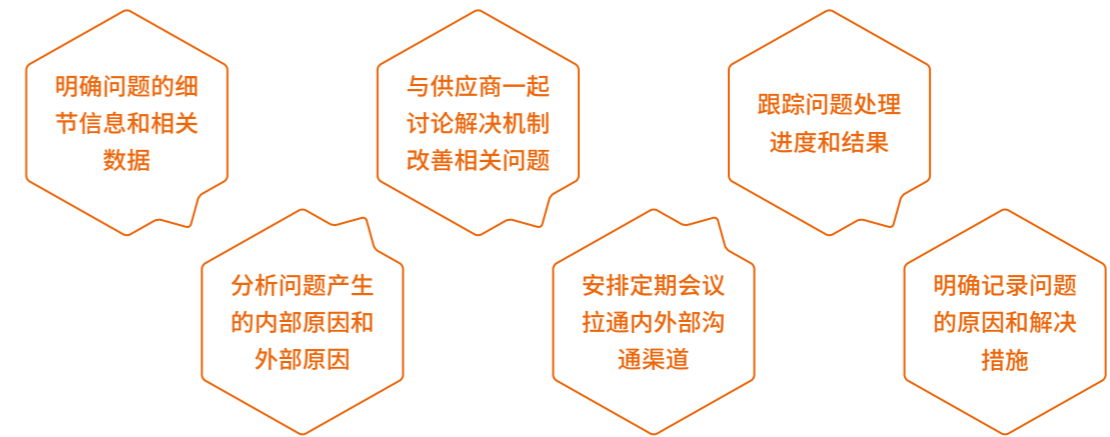 明确问题的细
节信息和相关
数据
分析问题产生
的内部原因和
外部原因
与供应商一起
讨论解决机制
改善相关问题
安排定期会议
拉通内外部沟
通渠道
跟踪问题处理
进度和结果
明确记录问题
的原因和解决
措施